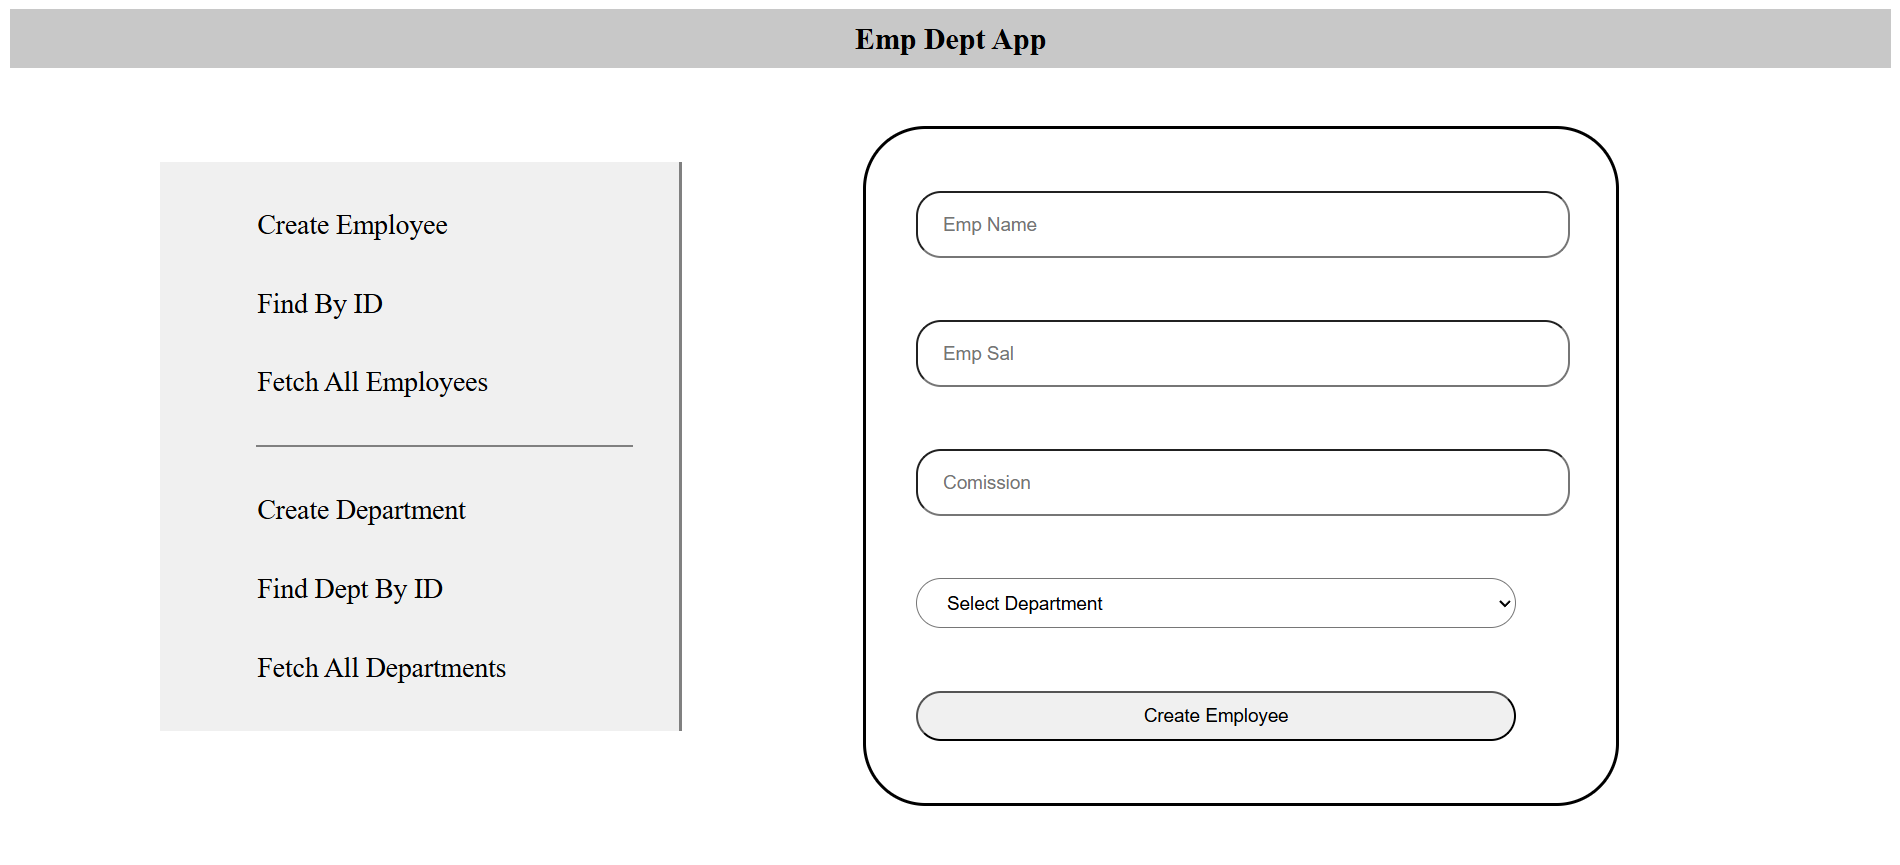 Emp Dept App
Create Employee
Find By ID
Fetch All Employees
Create Department
Find Dept By ID
Fetch All Departments
Emp Name
Emp Sal
Comission
Select Department
Create Employee